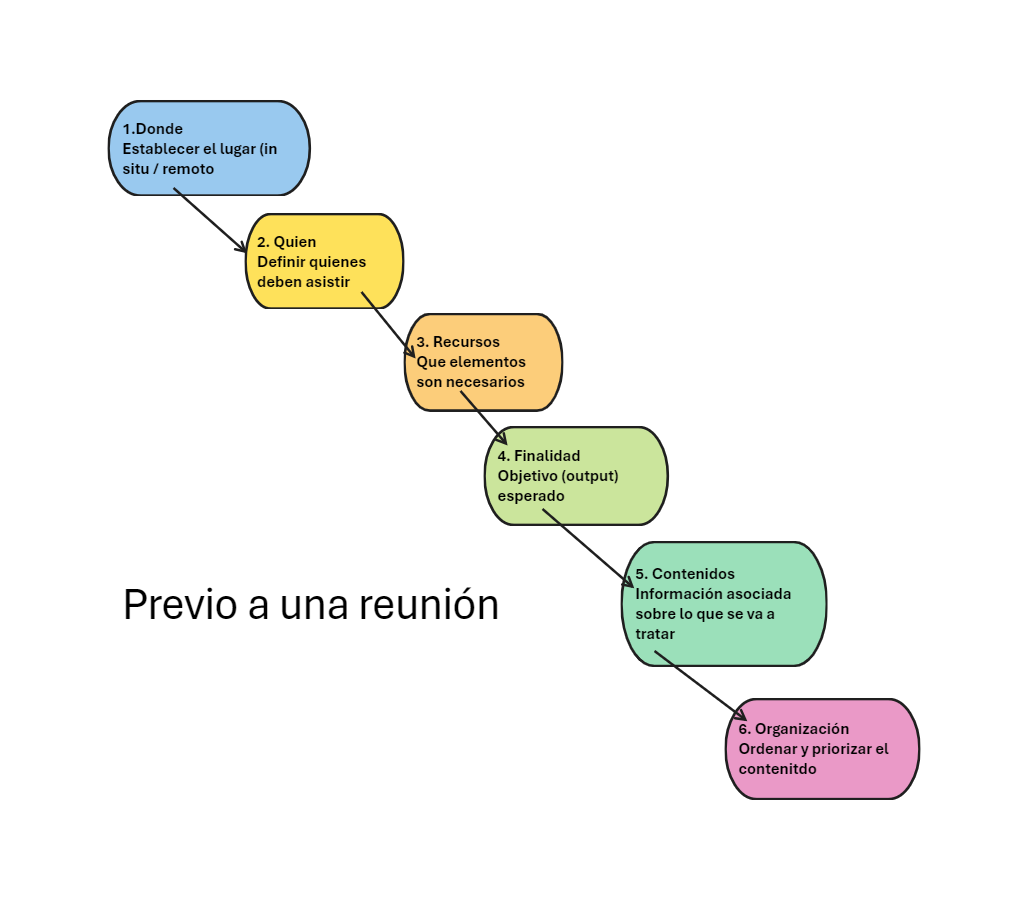 1.Donde
Establecer el lugar (in
situ / remoto
2. Quien
Definir quienes
deben asistir
3. Recursos
Que elementos
son necesarios
4. Finalidad
Objetivo (output)
esperado
5. Contenidos
Información asociada
sobre lo que se va a
tratar
Previo a una reunión
6. Organización
Ordenar y priorizar el
contenitdo